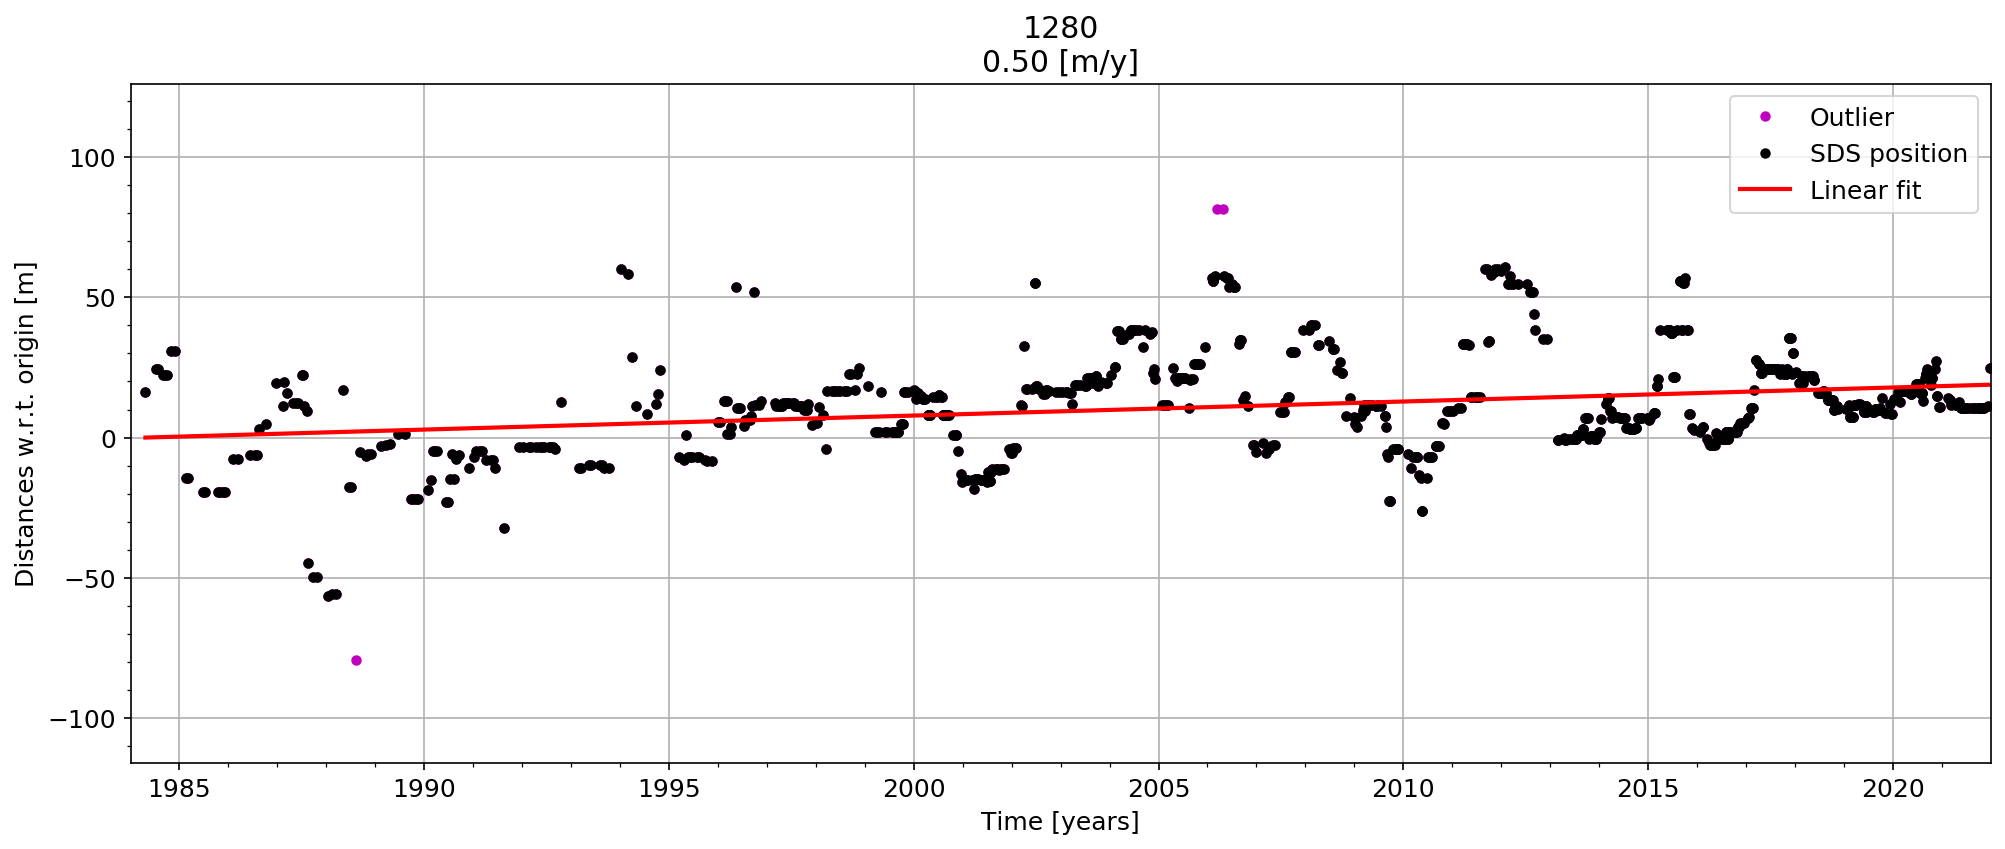 1280
0.50 [m/y]
Outlier
SDS position
Linear fit
Distances w.r.t. origin [m]
100
50
0
−50
−100
1985 1990 1995 2000 2005 2010 2015 2020
Time [years]